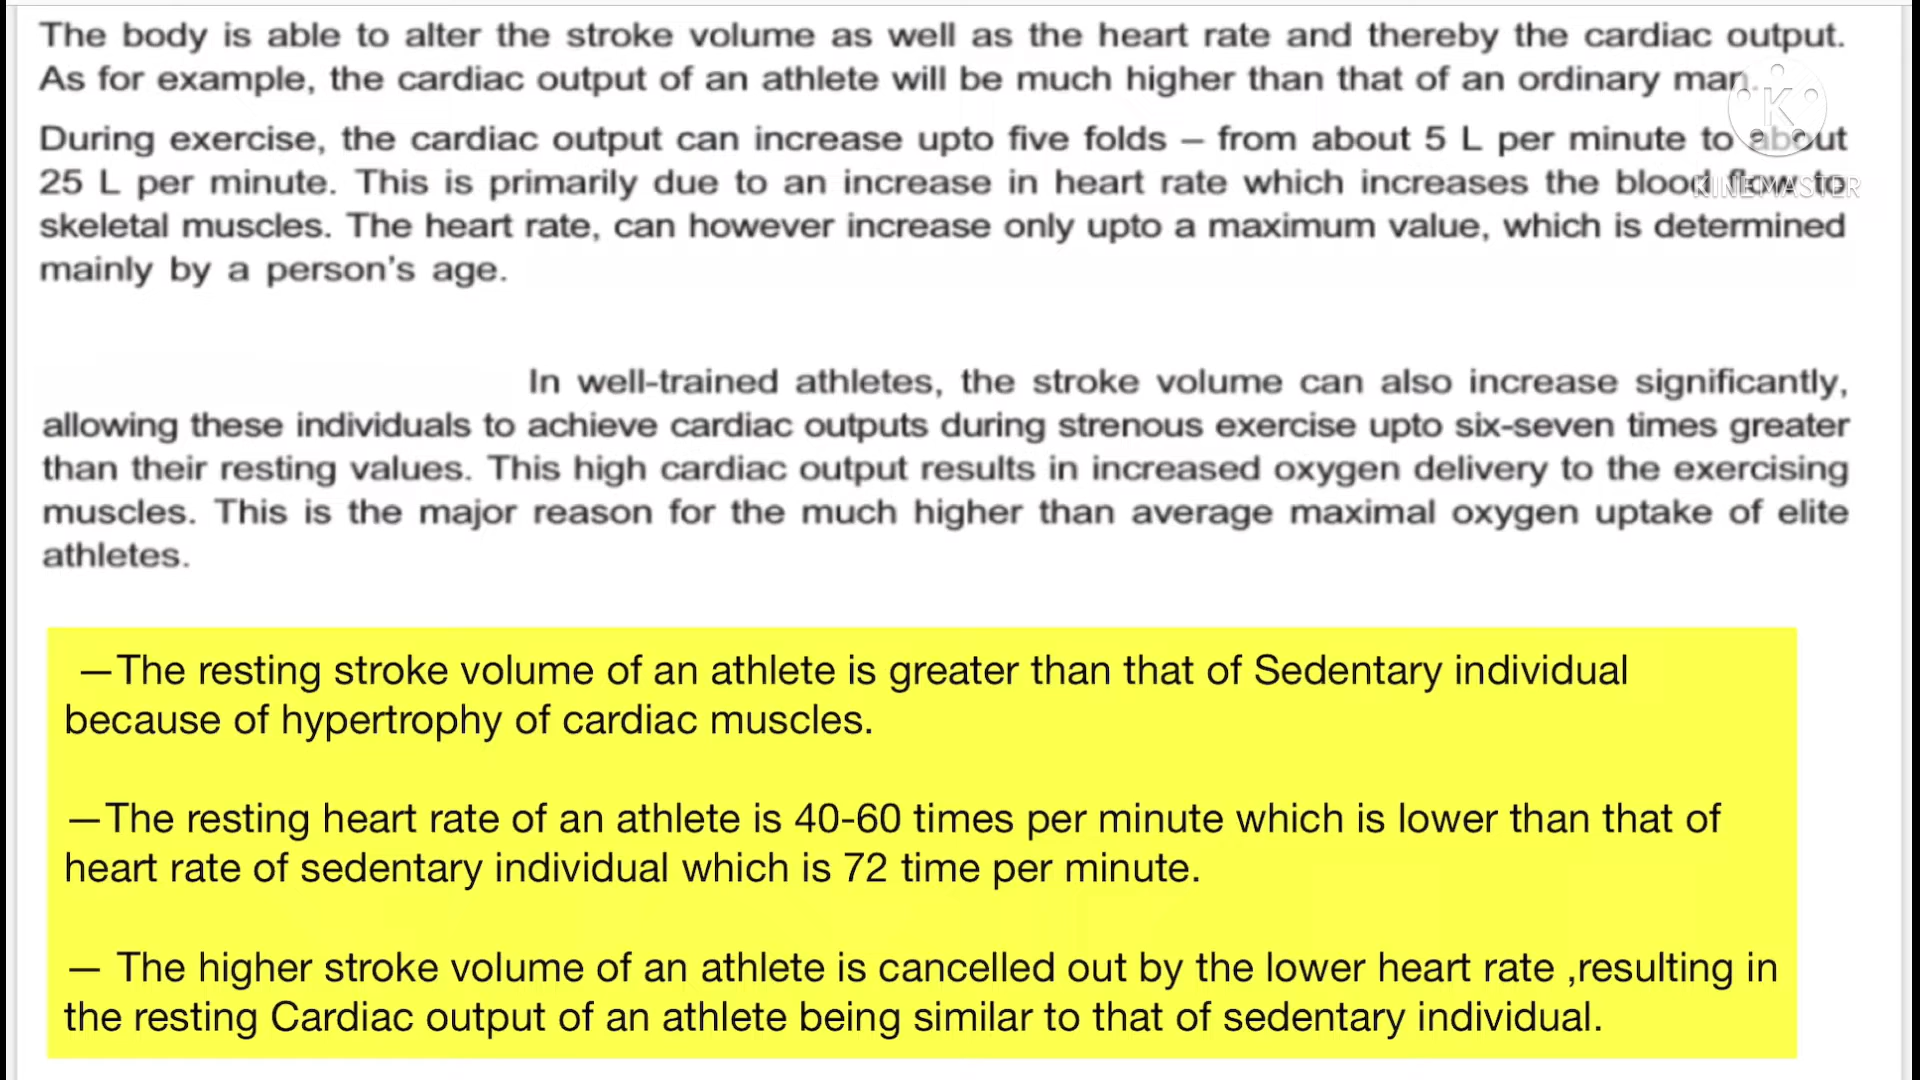 The body is able to alter the stroke volume as well as the heart rate and thereby the cardiac output.
As for example, the cardiac output of an athlete will be much higher than that of an ordinary man.
During exercise, the cardiac output can increase upto five folds – from about 5 L per minute to about
25 L per minute. This is primarily due to an increase in heart rate which increases the blood flow to
skeletal muscles. The heart rate, can however increase only upto a maximum value, which is determined
mainly by a person's age.
K
KINEMASTER
In well-trained athletes, the stroke volume can also increase significantly,
allowing these individuals to achieve cardiac outputs during strenous exercise upto six-seven times greater
than their resting values. This high cardiac output results in increased oxygen delivery to the exercising
muscles. This is the major reason for the much higher than average maximal oxygen uptake of elite
athletes.
—The resting stroke volume of an athlete is greater than that of Sedentary individual
because of hypertrophy of cardiac muscles.
—The resting heart rate of an athlete is 40-60 times per minute which is lower than that of
heart rate of sedentary individual which is 72 time per minute.
— The higher stroke volume of an athlete is cancelled out by the lower heart rate ,resulting in
the resting Cardiac output of an athlete being similar to that of sedentary individual.